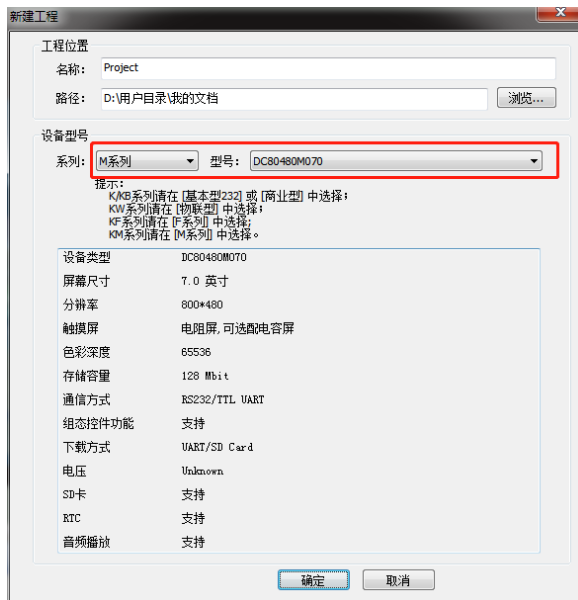 新建工程
工程位置
名称: Project
路径: D:\用户目录\我的文档 浏览...
设备型号
系列: M系列 型号: DC80480M070
提示:
K/KB系列请在 [基本型232] 或 [商业型] 中选择;
KW系列请在 [物联型] 中选择;
KF系列请在 [F系列] 中选择;
KM系列请在 [M系列] 中选择。
设备类型 DC80480M070
屏幕尺寸 7.0 英寸
分辨率 800*480
触摸屏 电阻屏,可选配电容屏
色彩深度 65536
存储容量 128 Mbit
通信方式 RS232/TTL UART
组态控件功能 支持
下载方式 UART/SD Card
电压 Unknown
SD卡 支持
RTC 支持
音频播放 支持
确定 取消